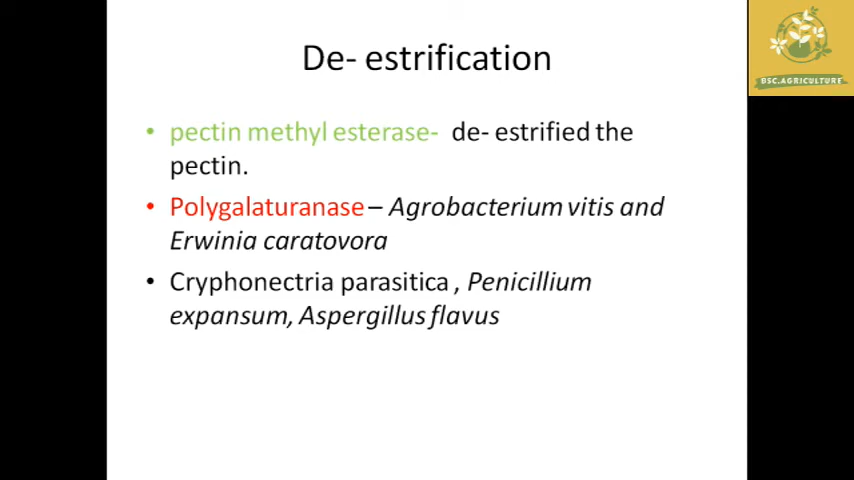 De- estrification
BSC.AGRICULTURE
• pectin methyl esterase- de- estrified the
pectin.
• Polygalaturanase – Agrobacterium vitis and
Erwinia caratovora
• Cryphonectria parasitica , Penicillium
expansum, Aspergillus flavus